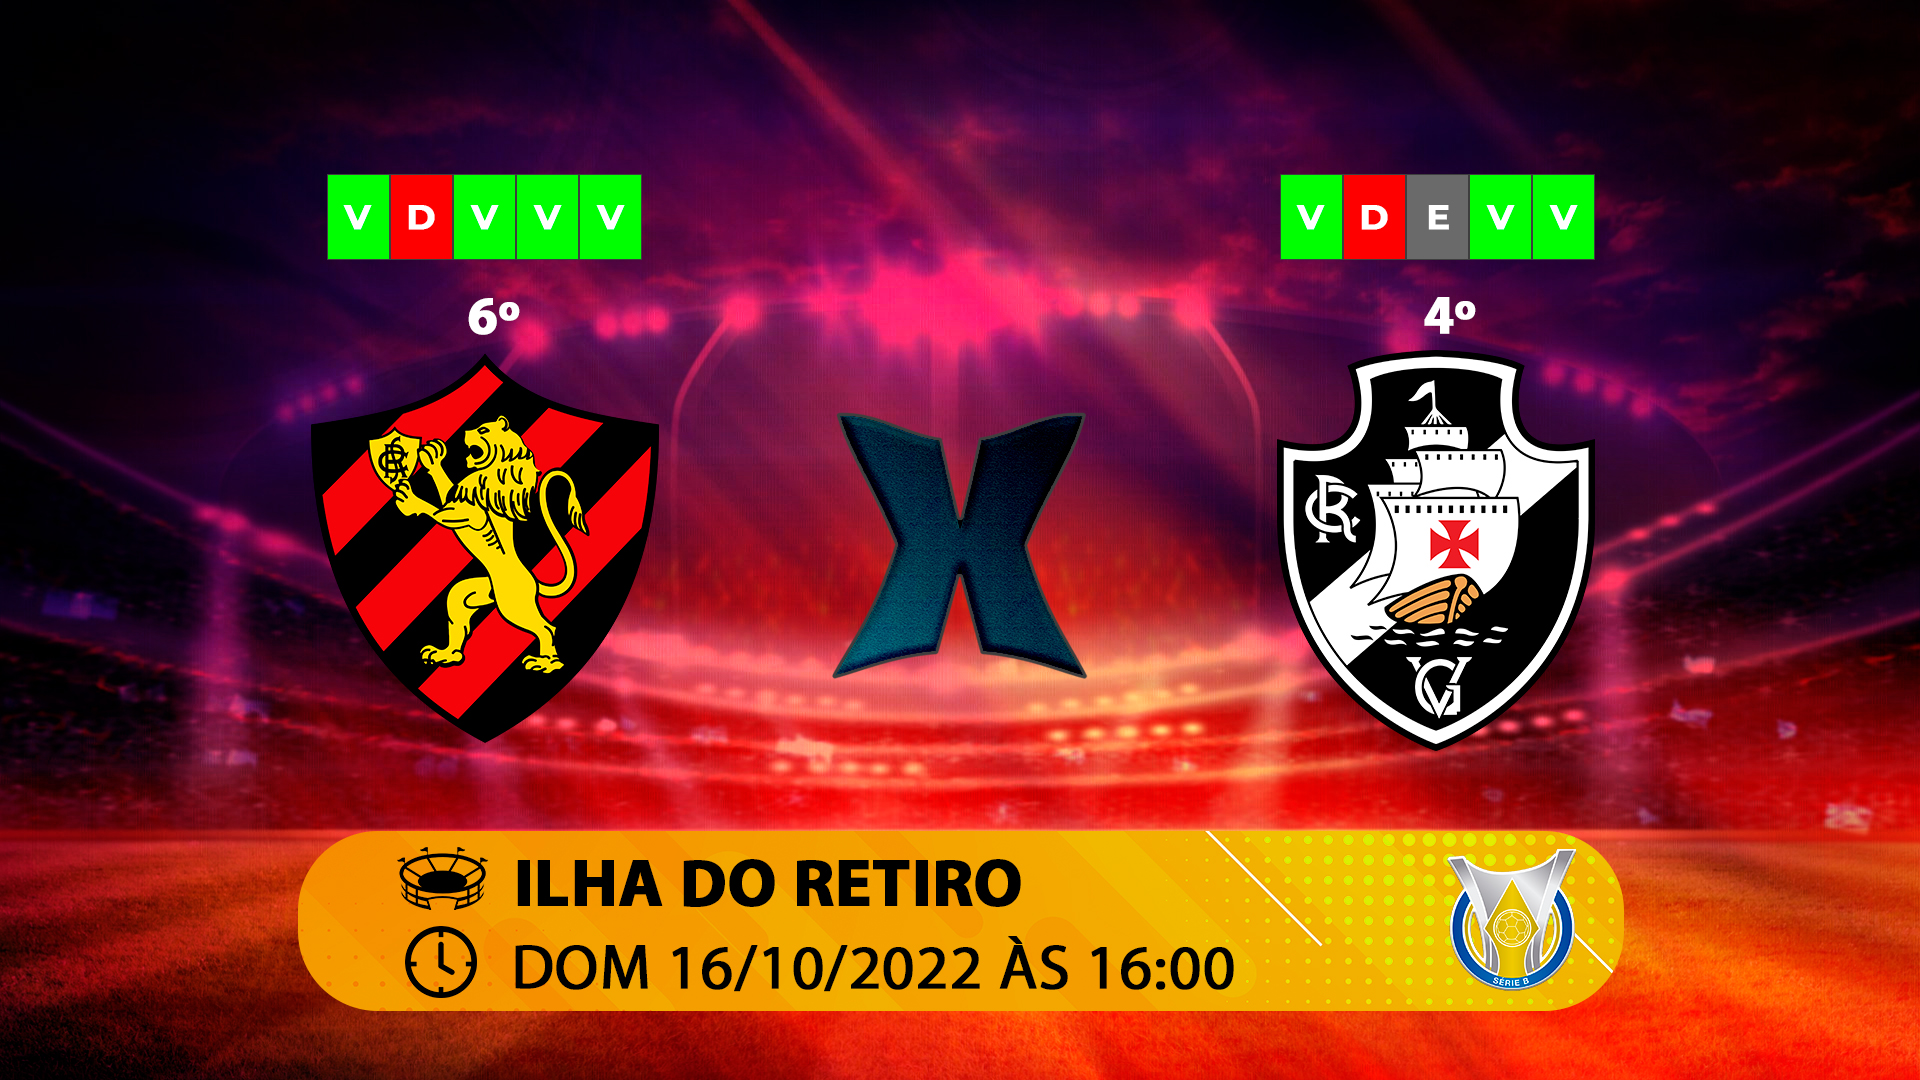 V D V V V
V D E V V
6º
4º
X
ILHA DO RETIRO
DOM 16/10/2022 ÀS 16:00
SÉRIE B